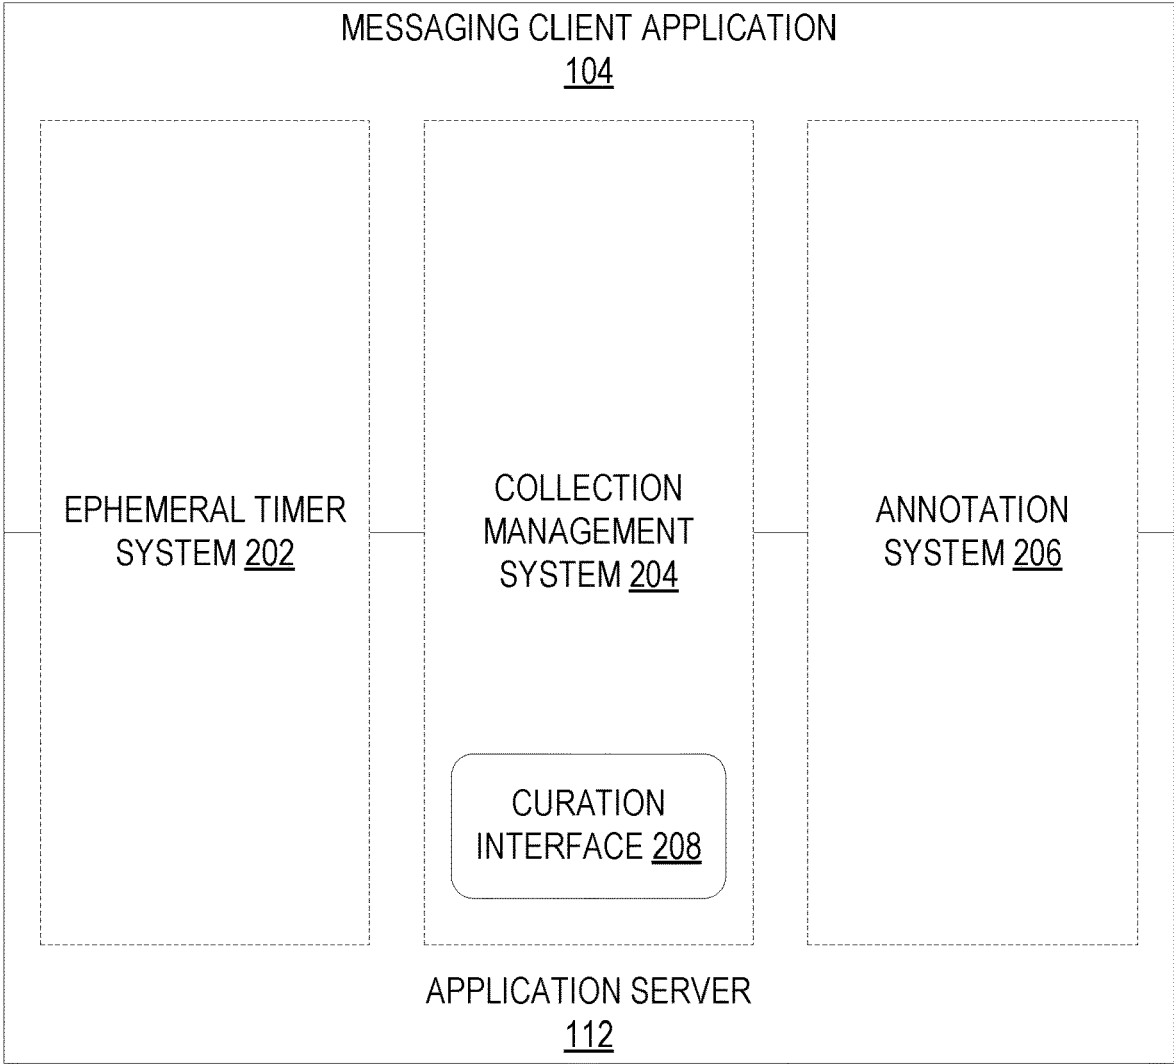 MESSAGING CLIENT APPLICATION
104
EPHEMERAL TIMER
SYSTEM 202
COLLECTION
MANAGEMENT
SYSTEM 204
ANNOTATION
SYSTEM 206
CURATION
INTERFACE 208
APPLICATION SERVER
112